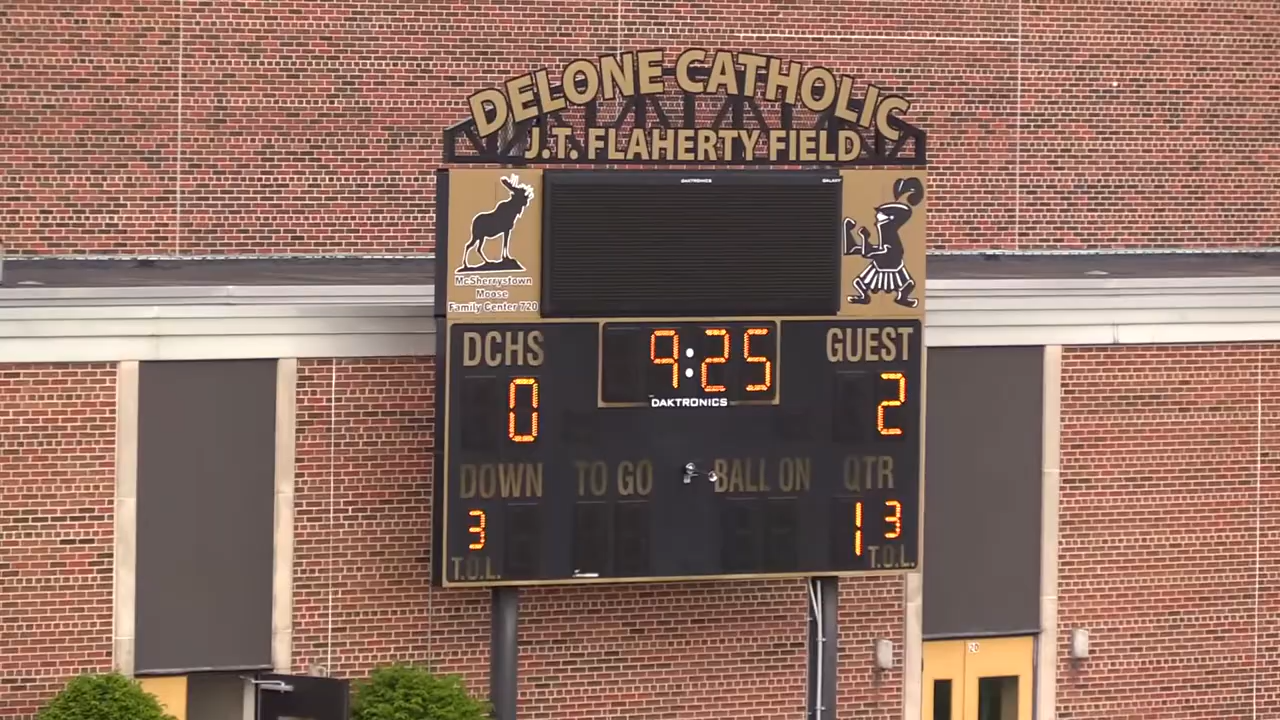 DELONE CATHOLIC
J.T. FLAHERTY FIELD
DAKTRONICS GALAXY
McSherrystown
Moose
Family Center 720
DCHS 9:25 GUEST
0 2
DAKTRONICS
DOWN TO GO BALL ON QTR
3 1 3
T.O.L. T.O.L.